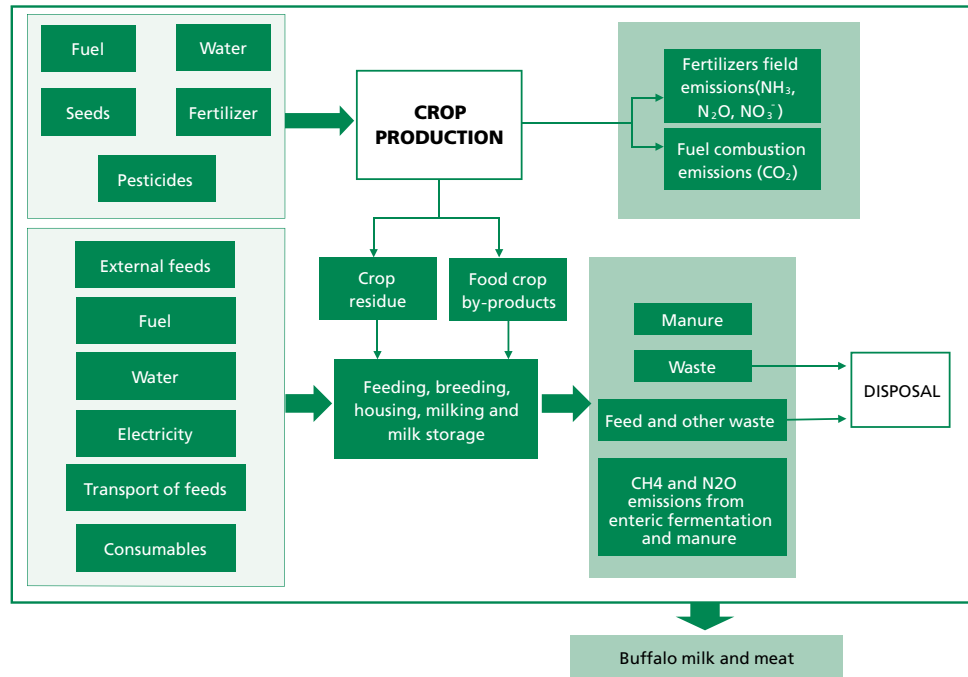 Fuel
Water
Seeds
Fertilizer
Pesticides
CROP
PRODUCTION
Fertilizers field
emissions(NH₃,
N₂O, NO₃⁻)
Fuel combustion
emissions (CO₂)
External feeds
Fuel
Water
Electricity
Transport of feeds
Consumables
Crop
residue
Food crop
by-products
Feeding, breeding,
housing, milking and
milk storage
Manure
Waste
Feed and other waste
CH4 and N2O
emissions from
enteric fermentation
and manure
DISPOSAL
Buffalo milk and meat